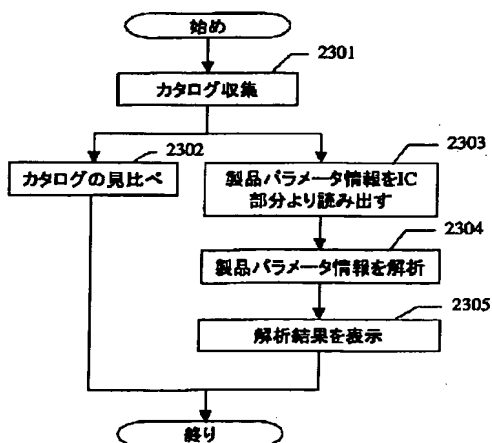 始め
2301
カタログ収集
2302
2303
カタログの見比べ
製品パラメータ情報をIC
部分より読み出す
2304
製品パラメータ情報を解析
2305
解析結果を表示
終り